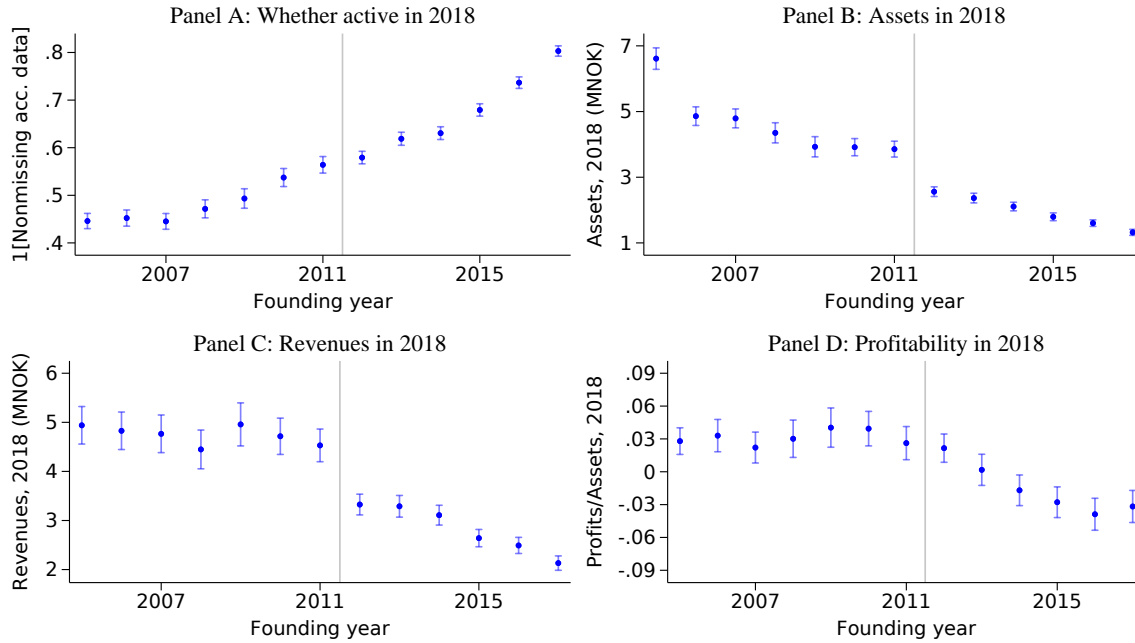 Panel A: Whether active in 2018
1[Nonmissing acc. data]
.8
.7
.6
.5
.4
2007 2011 2015
Founding year
Panel B: Assets in 2018
Assets, 2018 (MNOK)
7
5
3
1
2007 2011 2015
Founding year
Panel C: Revenues in 2018
Revenues, 2018 (MNOK)
6
5
4
3
2
2007 2011 2015
Founding year
Panel D: Profitability in 2018
Profits/Assets, 2018
.09
.06
.03
0
-.03
-.06
-.09
2007 2011 2015
Founding year